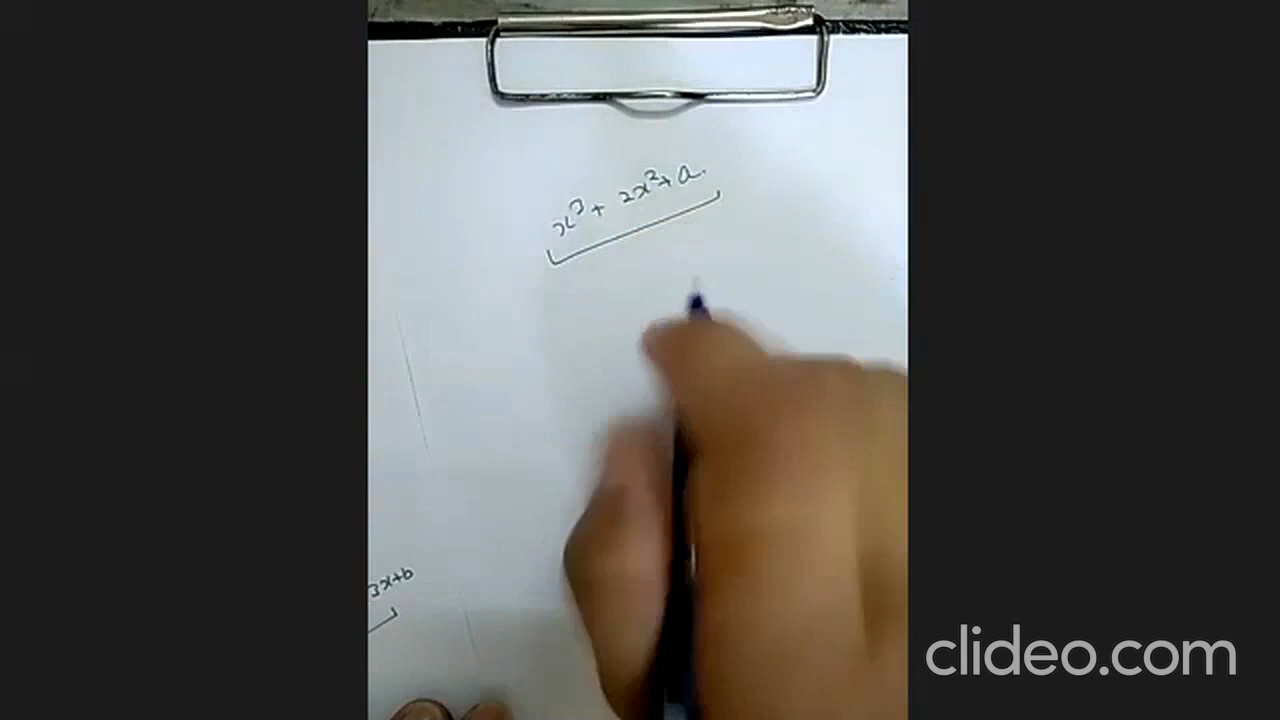 x³ + 2x² + a.
3x+b
clideo.com